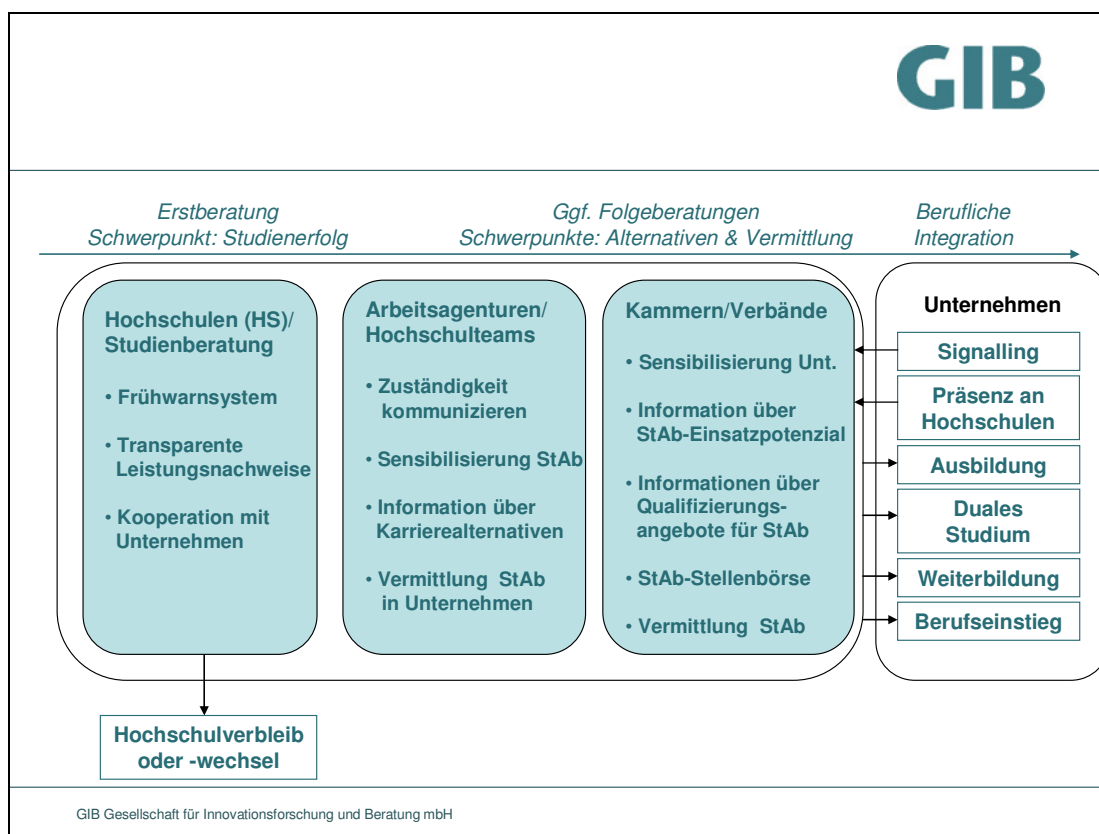 GIB
Erstberatung
Schwerpunkt: Studienerfolg
Ggf. Folgeberatungen
Schwerpunkte: Alternativen & Vermittlung
Berufliche
Integration
Hochschulen (HS)/
Studienberatung
• Frühwarnsystem
• Transparente
Leistungsnachweise
• Kooperation mit
Unternehmen
Arbeitsagenturen/
Hochschulteams
• Zuständigkeit
kommunizieren
• Sensibilisierung StAb
• Information über
Karrierealternativen
• Vermittlung StAb
in Unternehmen
Kammern/Verbände
• Sensibilisierung Unt.
• Information über
StAb-Einsatzpotenzial
• Informationen über
Qualifizierungs-
angebote für StAb
• StAb-Stellenbörse
• Vermittlung StAb
Unternehmen
Signalling
Präsenz an
Hochschulen
Ausbildung
Duales
Studium
Weiterbildung
Berufseinstieg
Hochschulverbleib
oder -wechsel
GIB Gesellschaft für Innovationsforschung und Beratung mbH